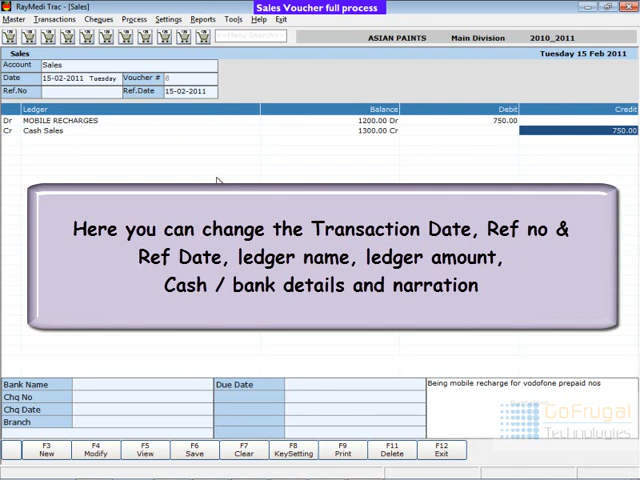 RayMedi Trac - [Sales]
Sales Voucher full process
Master Transactions Cheques Process Settings Reports Tools Help Exit
<--Menu Search-->
ASIAN PAINTS Main Division 2010_2011
Sales Tuesday 15 Feb 2011
Account Sales
Date 15-02-2011 Tuesday Voucher # 8
Ref.No Ref.Date 15-02-2011
Ledger Balance Debit Credit
Dr MOBILE RECHARGES 1200.00 Dr 750.00
Cr Cash Sales 1300.00 Cr 750.00
Here you can change the Transaction Date, Ref no &
Ref Date, ledger name, ledger amount,
Cash / bank details and narration
Bank Name Due Date Being mobile recharge for vodofone prepaid nos
Chq No
Chq Date
Branch
GoFrugal
Technologies
F3 F4 F5 F6 F7 F8 F9 F11 F12
New Modify View Save Clear KeySetting Print Delete Exit